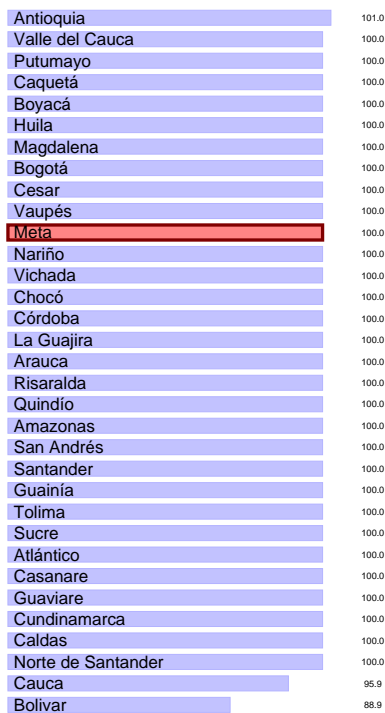 Antioquia 101.0
Valle del Cauca 100.0
Putumayo 100.0
Caquetá 100.0
Boyacá 100.0
Huila 100.0
Magdalena 100.0
Bogotá 100.0
Cesar 100.0
Vaupés 100.0
Meta 100.0
Nariño 100.0
Vichada 100.0
Chocó 100.0
Córdoba 100.0
La Guajira 100.0
Arauca 100.0
Risaralda 100.0
Quindío 100.0
Amazonas 100.0
San Andrés 100.0
Santander 100.0
Guainía 100.0
Tolima 100.0
Sucre 100.0
Atlántico 100.0
Casanare 100.0
Guaviare 100.0
Cundinamarca 100.0
Caldas 100.0
Norte de Santander 100.0
Cauca 95.9
Bolivar 88.9